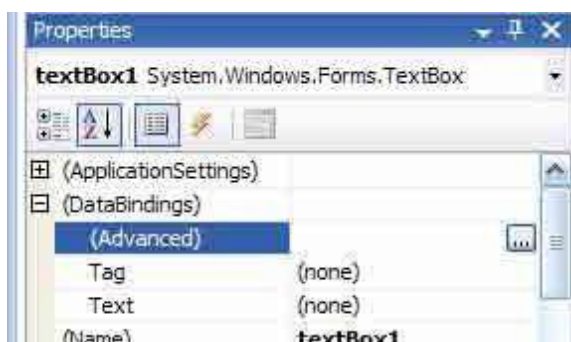 Properties
textBox1 System.Windows.Forms.TextBox
(ApplicationSettings)
(DataBindings)
(Advanced) ...
Tag (none)
Text (none)
(Name) textBox1